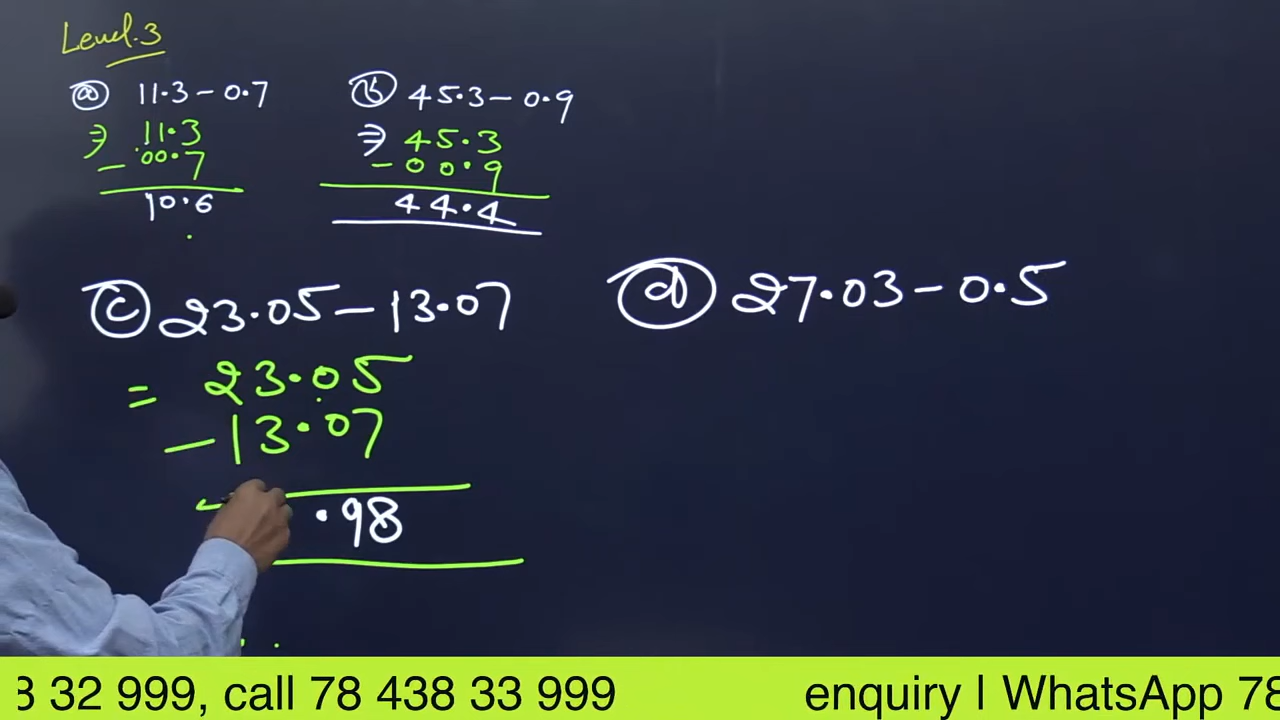 Level.3
ⓐ 11.3 - 0.7
⇒ 11.3
- 00.7
10.6
ⓑ 45.3 - 0.9
⇒ 45.3
- 00.9
44.4
ⓒ 23.05 - 13.07
= 23.05
- 13.07
.98
ⓓ 27.03 - 0.5
3 32 999, call 78 438 33 999 enquiry | WhatsApp 78